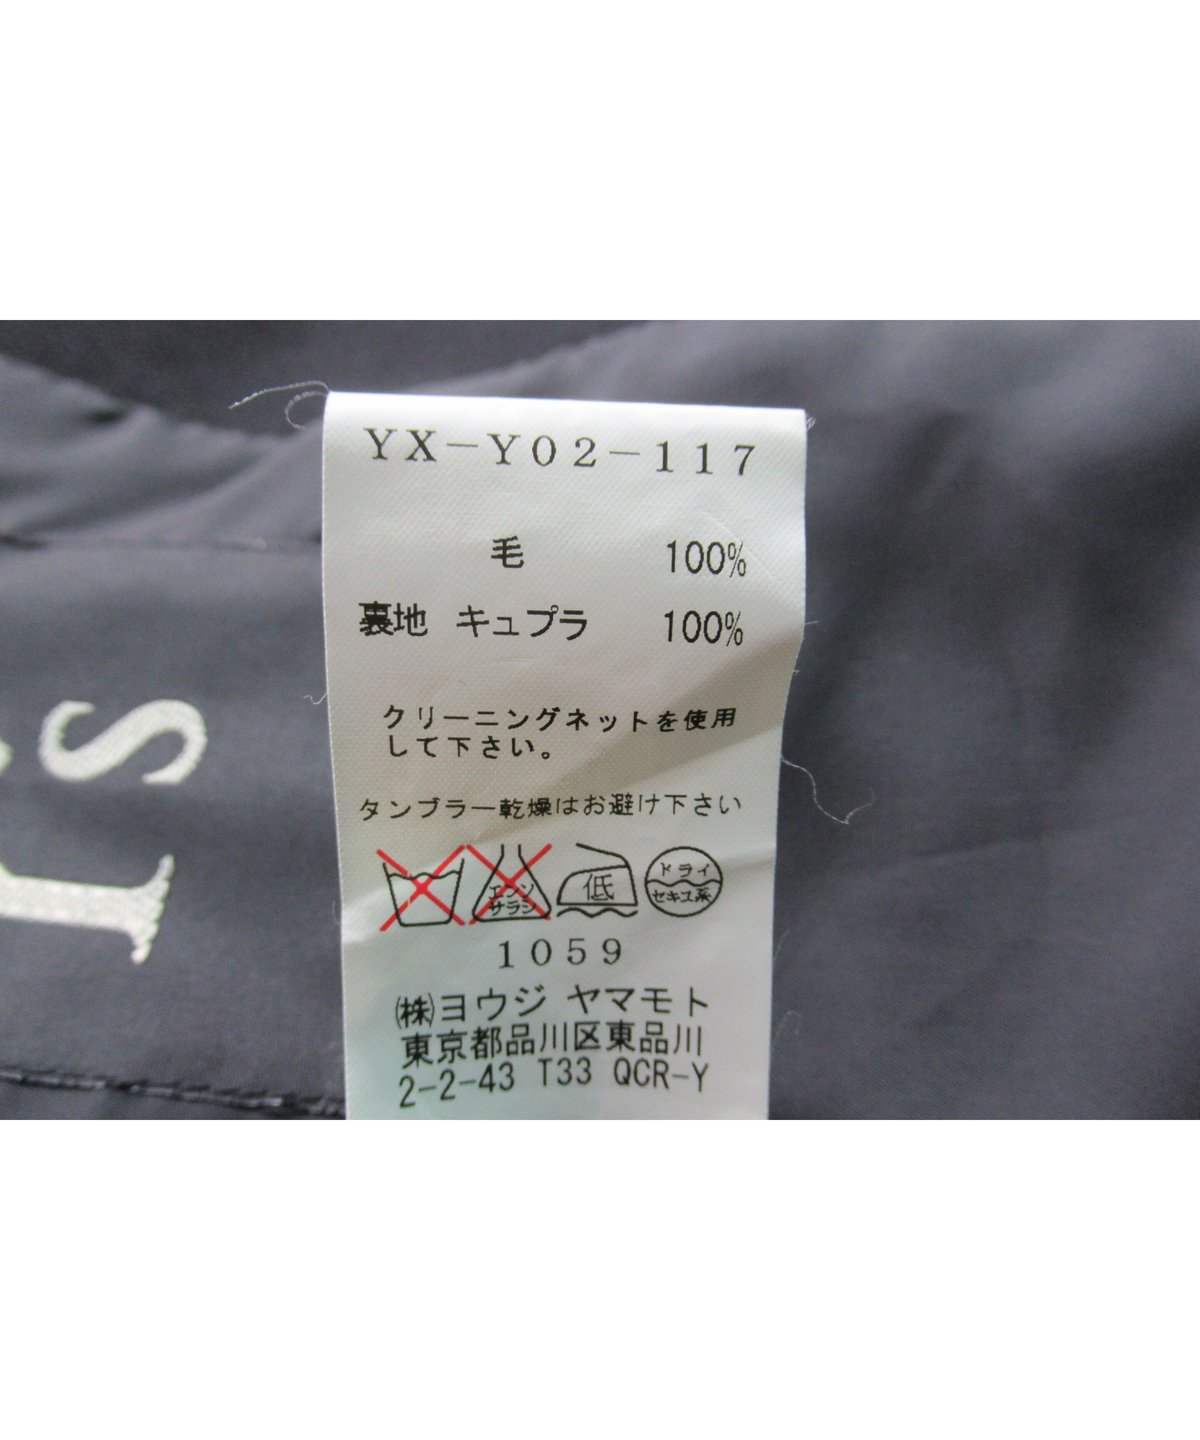 YX-Y02-117
毛 100%
裏地 キュプラ 100%
クリーニングネットを使用
して下さい。
タンブラー乾燥はお避け下さい
エンソ
サラシ
低
ドライ
セキユ系
1059
㈱ヨウジ ヤマモト
東京都品川区東品川
2-2-43 T33 QCR-Y